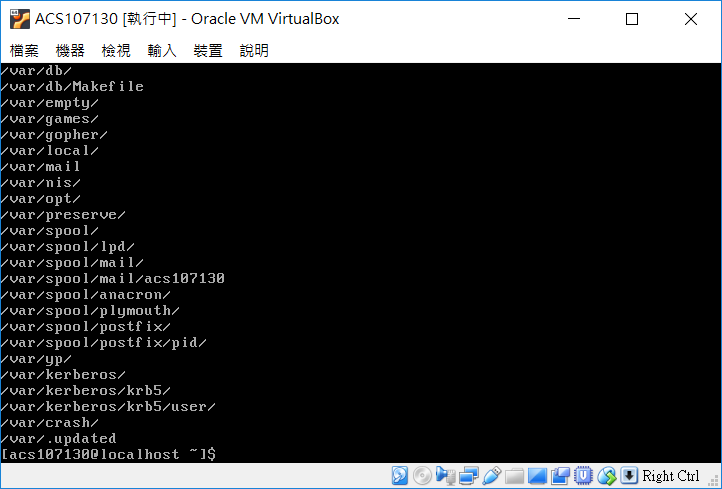 ACS107130 [執行中] - Oracle VM VirtualBox
檔案 機器 檢視 輸入 裝置 說明
/var/db/
/var/db/Makefile
/var/empty/
/var/games/
/var/gopher/
/var/local/
/var/mail
/var/nis/
/var/opt/
/var/preserve/
/var/spool/
/var/spool/lpd/
/var/spool/mail/
/var/spool/mail/acs107130
/var/spool/anacron/
/var/spool/plymouth/
/var/spool/postfix/
/var/spool/postfix/pid/
/var/yp/
/var/kerberos/
/var/kerberos/krb5/
/var/kerberos/krb5/user/
/var/crash/
/var/.updated
[acs107130@localhost ~]$
Right Ctrl